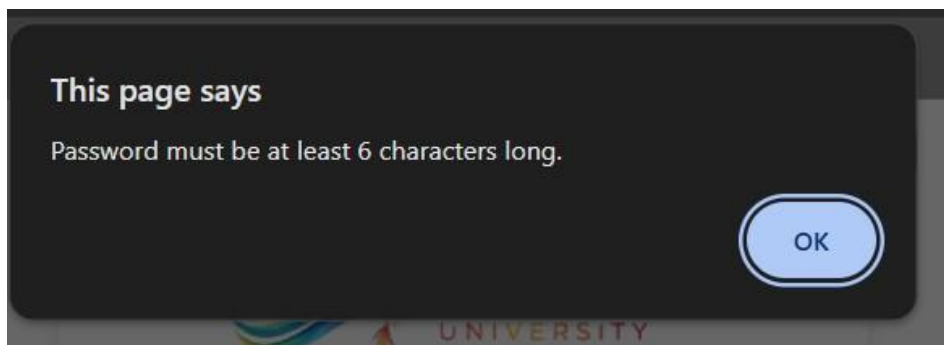 This page says
Password must be at least 6 characters long.
OK
UNIVERSITY